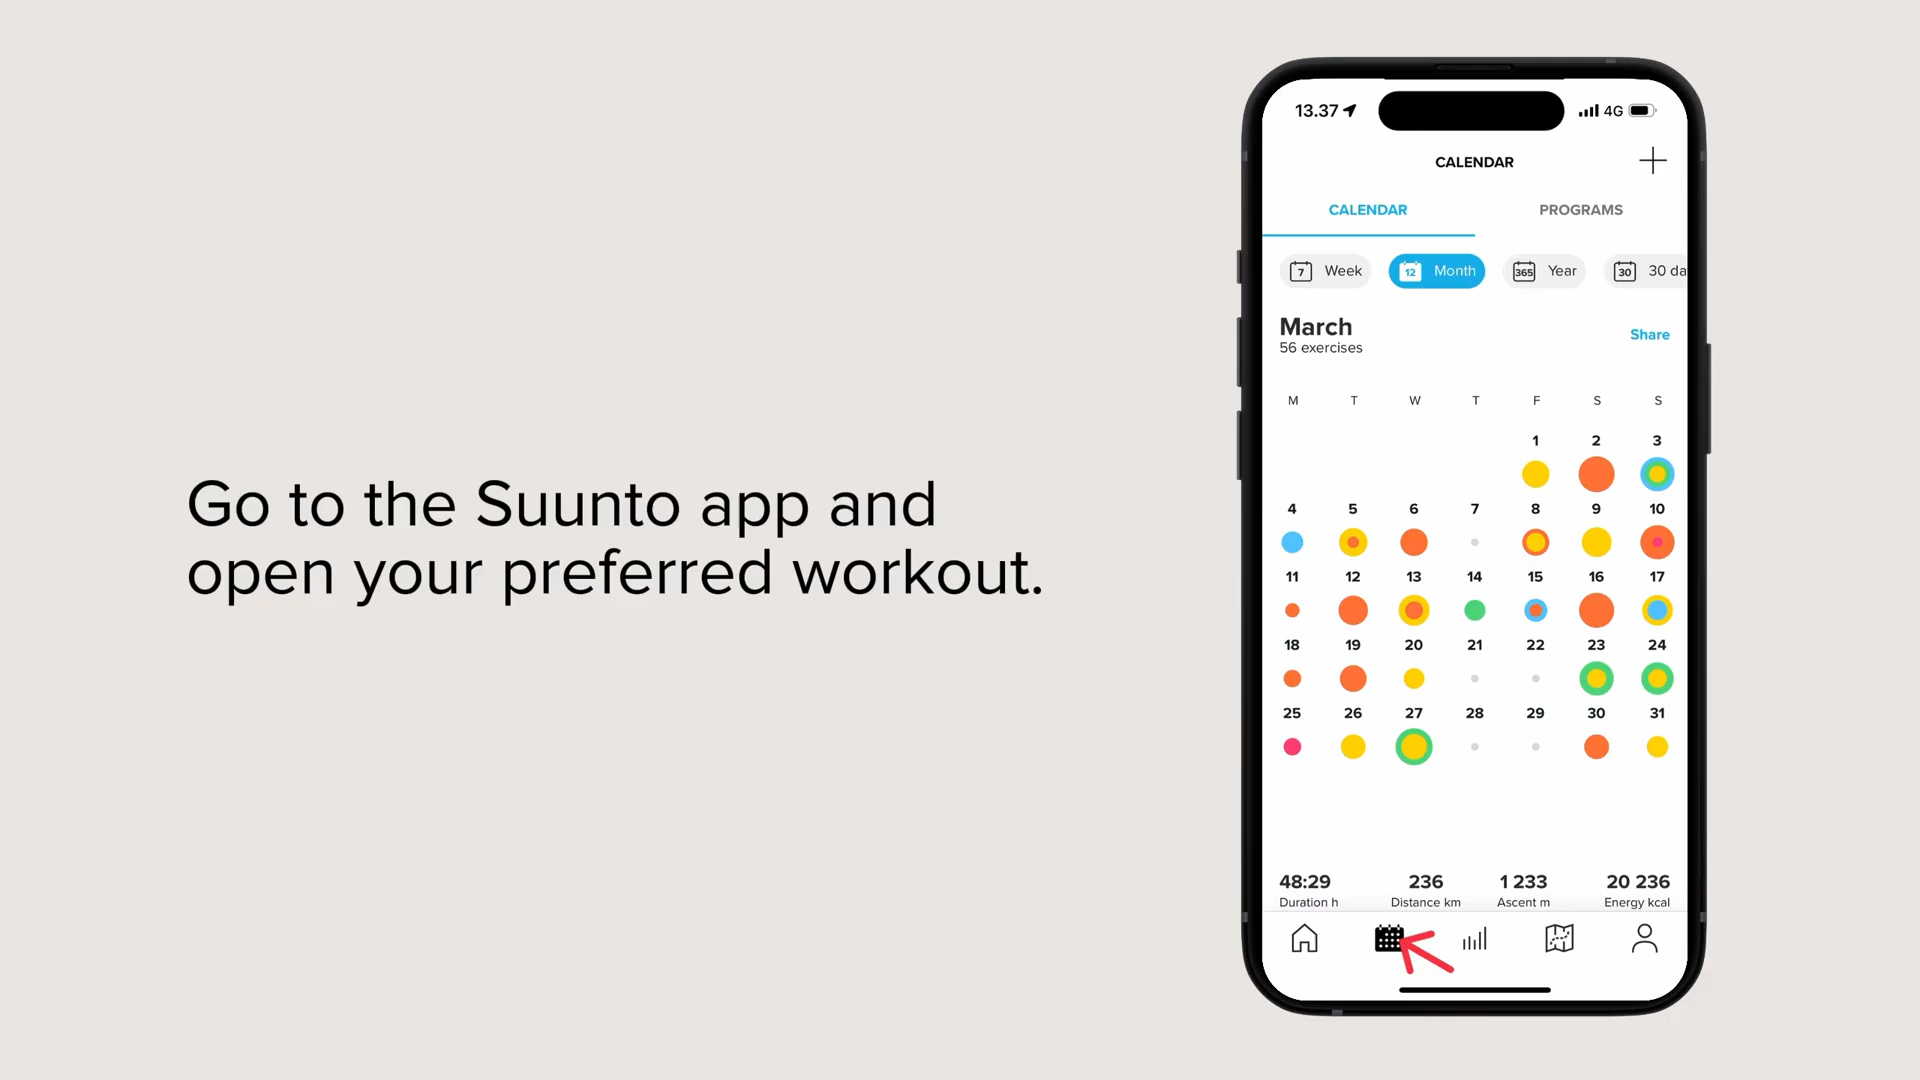 Go to the Suunto app and
open your preferred workout.
13.37 4G
CALENDAR
CALENDAR PROGRAMS
7 Week 12 Month 365 Year 30 30 da
March
56 exercises
Share
M T W T F S S
1 2 3
4 5 6 7 8 9 10
11 12 13 14 15 16 17
18 19 20 21 22 23 24
25 26 27 28 29 30 31
48:29 236 1 233 20 236
Duration h Distance km Ascent m Energy kcal